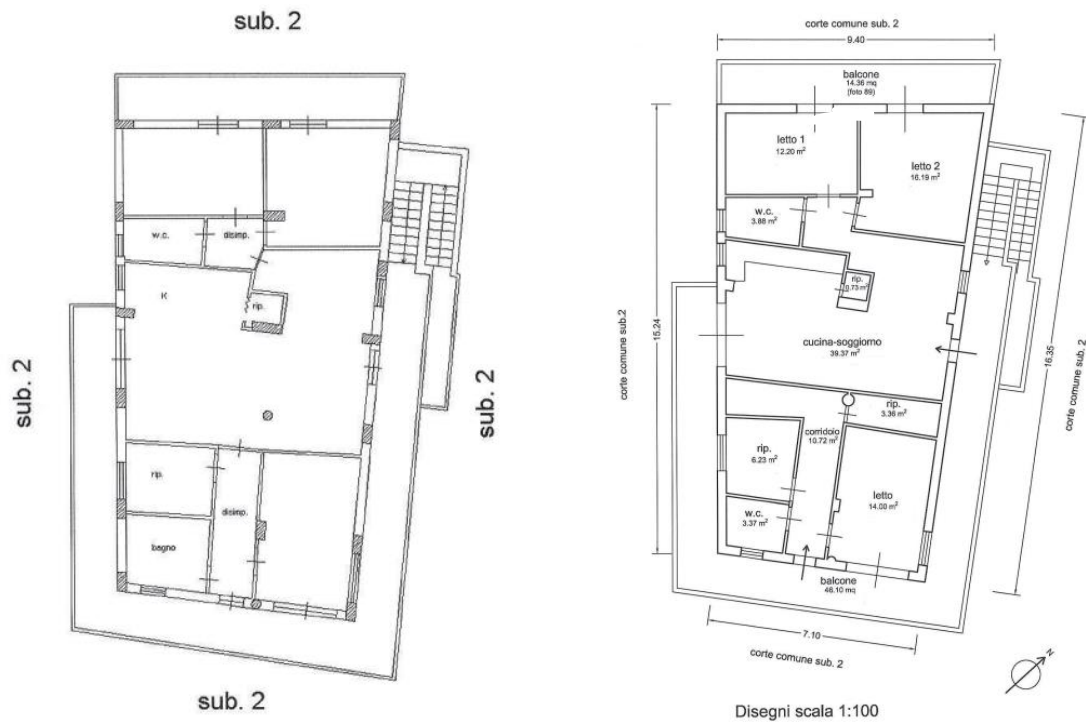 sub. 2
w.c.
disimp.
K
rip.
sub. 2
sub. 2
rip.
disimp.
bagno
sub. 2
corte comune sub. 2
9.40
balcone
14.36 mq
(foto 89)
letto 1
12.20 m²
letto 2
16.19 m²
w.c.
3.88 m²
rip.
0.73 m²
corte comune sub.2
15.24
cucina-soggiorno
39.37 m²
16.35
corte comune sub. 2
rip.
3.36 m²
corridoio
10.72 m²
rip.
6.23 m²
letto
14.00 m²
w.c.
3.37 m²
balcone
46.10 mq
7.10
corte comune sub. 2
N
Disegni scala 1:100